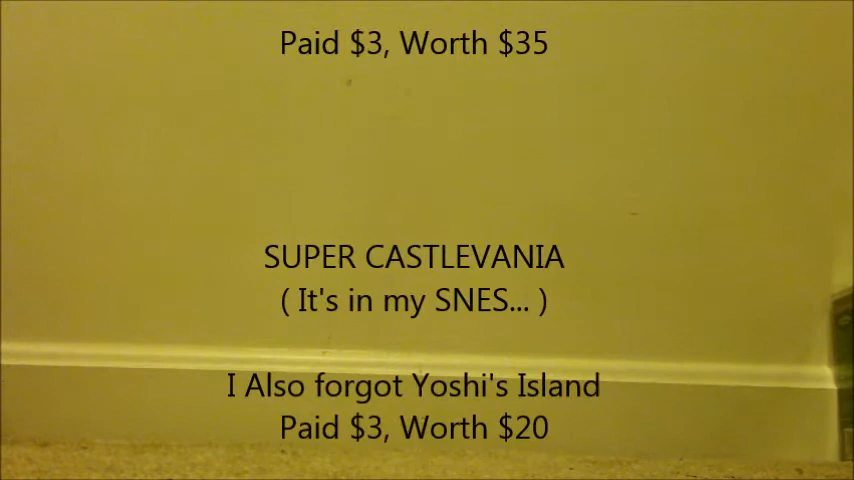 Paid $3, Worth $35
SUPER CASTLEVANIA
( It's in my SNES... )
I Also forgot Yoshi's Island
Paid $3, Worth $20